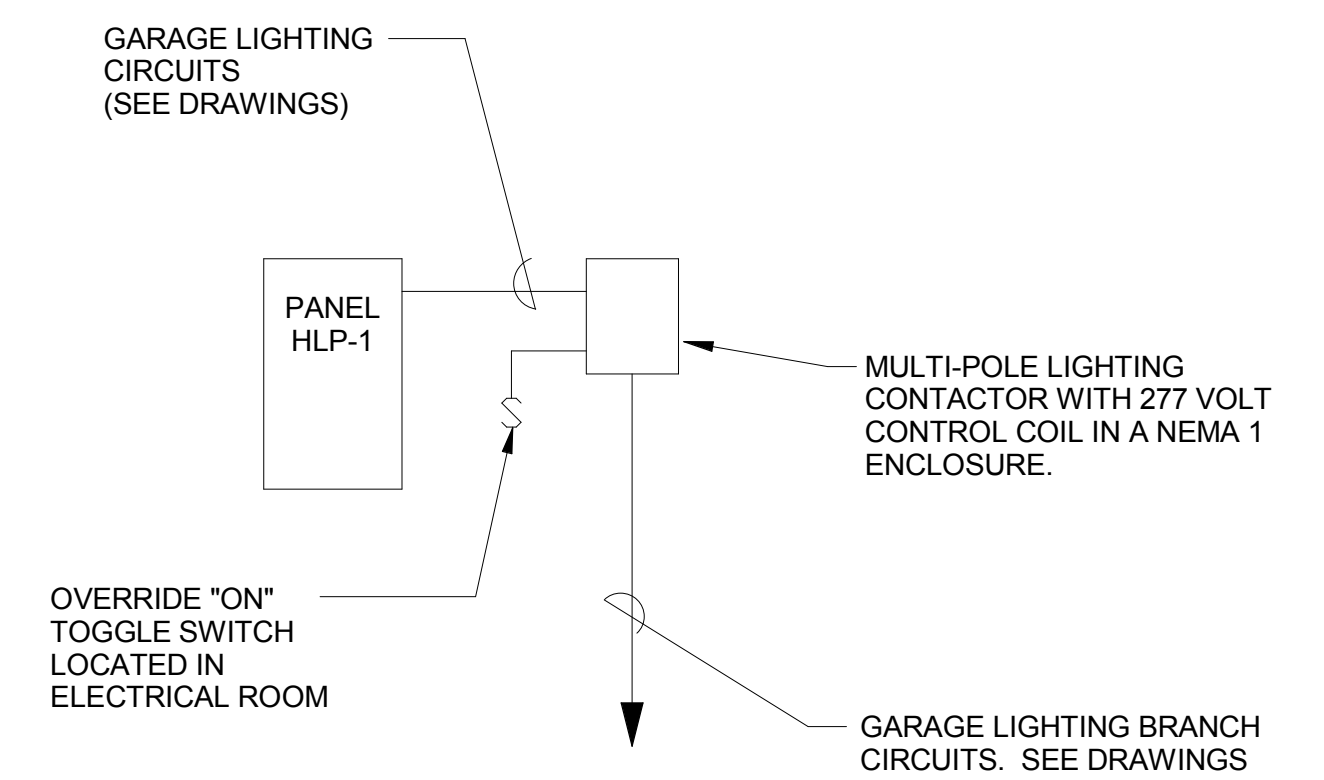 GARAGE LIGHTING
CIRCUITS
(SEE DRAWINGS)
PANEL
HLP-1
MULTI-POLE LIGHTING
CONTACTOR WITH 277 VOLT
CONTROL COIL IN A NEMA 1
ENCLOSURE.
OVERRIDE "ON"
TOGGLE SWITCH
LOCATED IN
ELECTRICAL ROOM
GARAGE LIGHTING BRANCH
CIRCUITS. SEE DRAWINGS